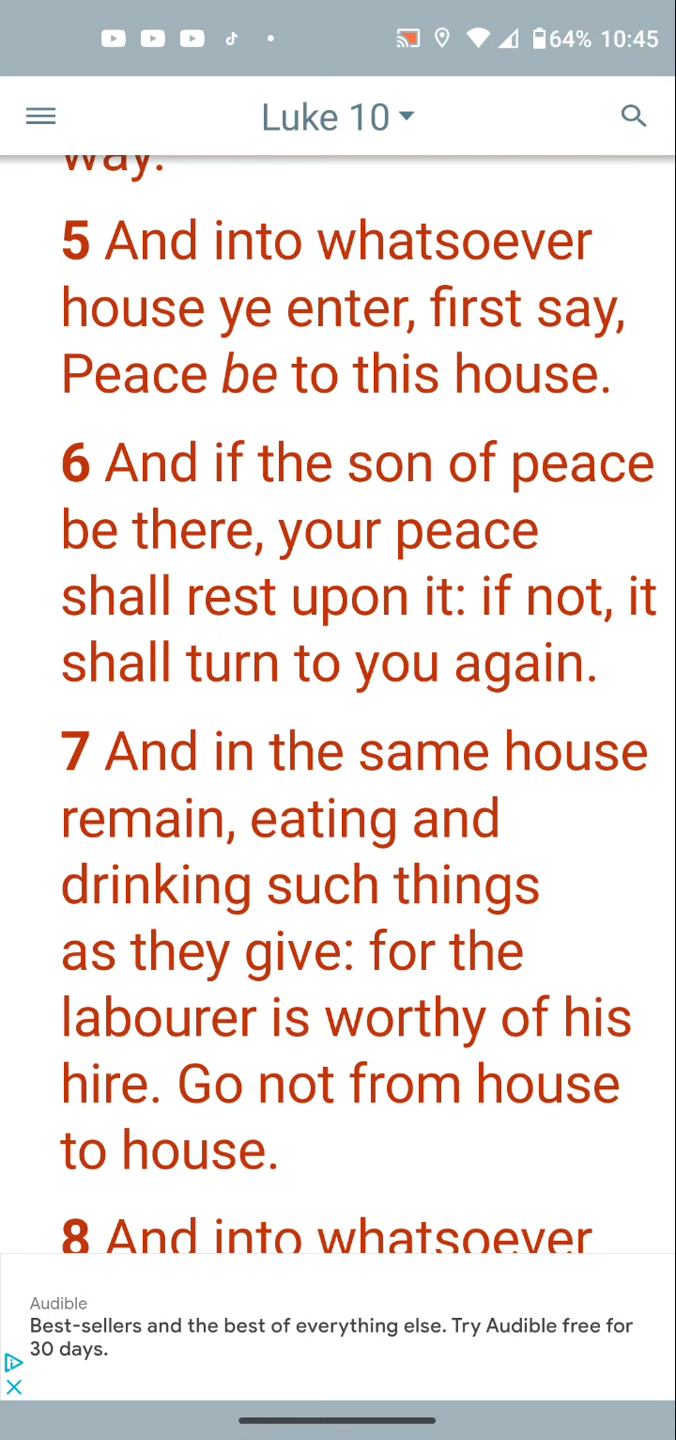 64% 10:45
Luke 10
way.
5 And into whatsoever
house ye enter, first say,
Peace be to this house.
6 And if the son of peace
be there, your peace
shall rest upon it: if not, it
shall turn to you again.
7 And in the same house
remain, eating and
drinking such things
as they give: for the
labourer is worthy of his
hire. Go not from house
to house.
8 And into whatsoever
Audible
Best-sellers and the best of everything else. Try Audible free for
30 days.